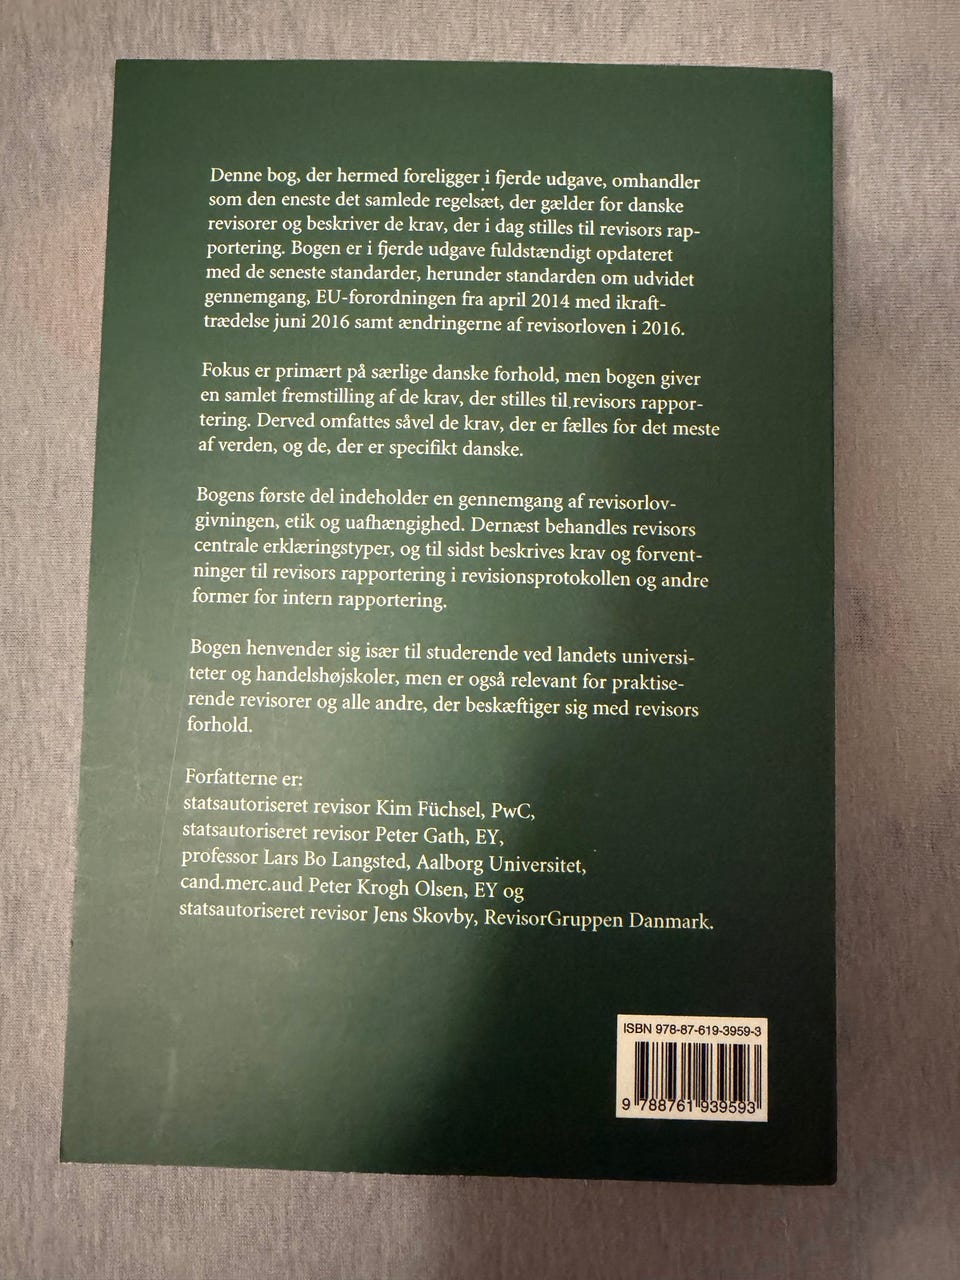 Denne bog, der hermed foreligger i fjerde udgave, omhandler
som den eneste det samlede regelsæt, der gælder for danske
revisorer og beskriver de krav, der i dag stilles til revisors rap-
portering. Bogen er i fjerde udgave fuldstændigt opdateret
med de seneste standarder, herunder standarden om udvidet
gennemgang, EU-forordningen fra april 2014 med ikraft-
trædelse juni 2016 samt ændringerne af revisorloven i 2016.
Fokus er primært på særlige danske forhold, men bogen giver
en samlet fremstilling af de krav, der stilles til revisors rappor-
tering. Derved omfattes såvel de krav, der er fælles for det meste
af verden, og de, der er specifikt danske.
Bogens første del indeholder en gennemgang af revisorlov-
givningen, etik og uafhængighed. Dernæst behandles revisors
centrale erklæringstyper, og til sidst beskrives krav og forvent-
ninger til revisors rapportering i revisionsprotokollen og andre
former for intern rapportering.
Bogen henvender sig især til studerende ved landets universi-
teter og handelshøjskoler, men er også relevant for praktise-
rende revisorer og alle andre, der beskæftiger sig med revisors
forhold.
Forfatterne er:
statsautoriseret revisor Kim Füchsel, PwC,
statsautoriseret revisor Peter Gath, EY,
professor Lars Bo Langsted, Aalborg Universitet,
cand.merc.aud Peter Krogh Olsen, EY og
statsautoriseret revisor Jens Skovby, RevisorGruppen Danmark.
ISBN 978-87-619-3959-3
9 788761 939593